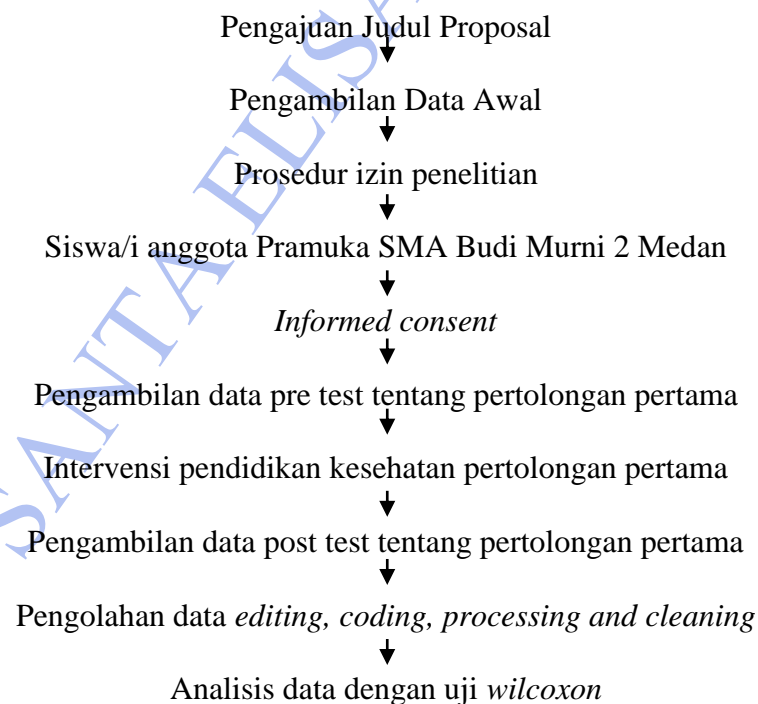 Pengajuan Judul Proposal
Pengambilan Data Awal
Prosedur izin penelitian
Siswa/i anggota Pramuka SMA Budi Murni 2 Medan
Informed consent
Pengambilan data pre test tentang pertolongan pertama
Intervensi pendidikan kesehatan pertolongan pertama
Pengambilan data post test tentang pertolongan pertama
Pengolahan data editing, coding, processing and cleaning
Analisis data dengan uji wilcoxon
SANTA ELISA